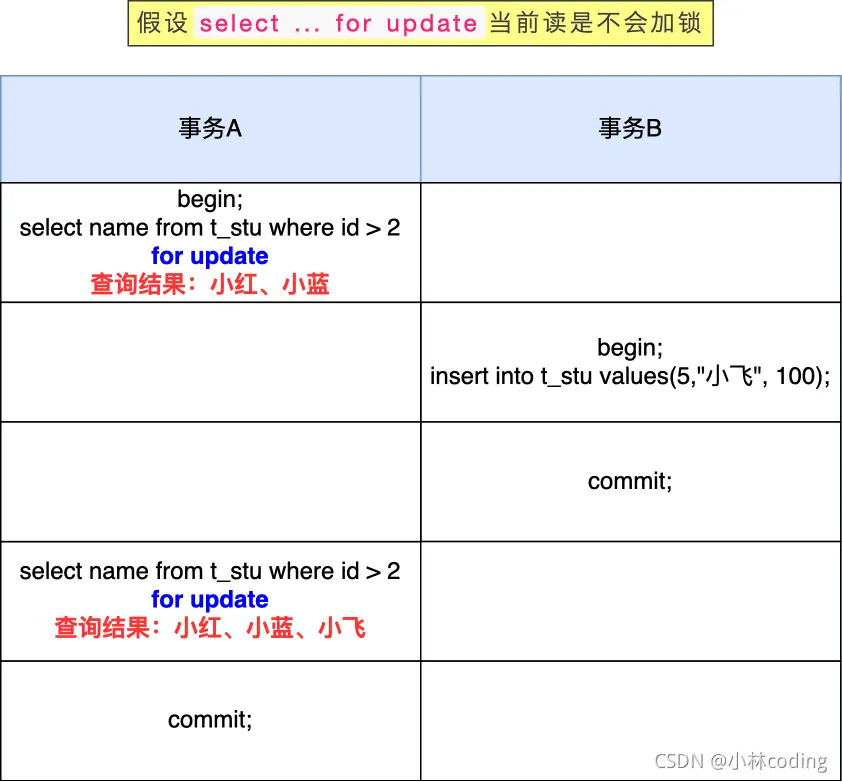 假设 select ... for update 当前读是不会加锁
事务A
事务B
begin;
select name from t_stu where id > 2
for update
查询结果：小红、小蓝
begin;
insert into t_stu values(5,"小飞", 100);
commit;
select name from t_stu where id > 2
for update
查询结果：小红、小蓝、小飞
commit;
CSDN @小林coding